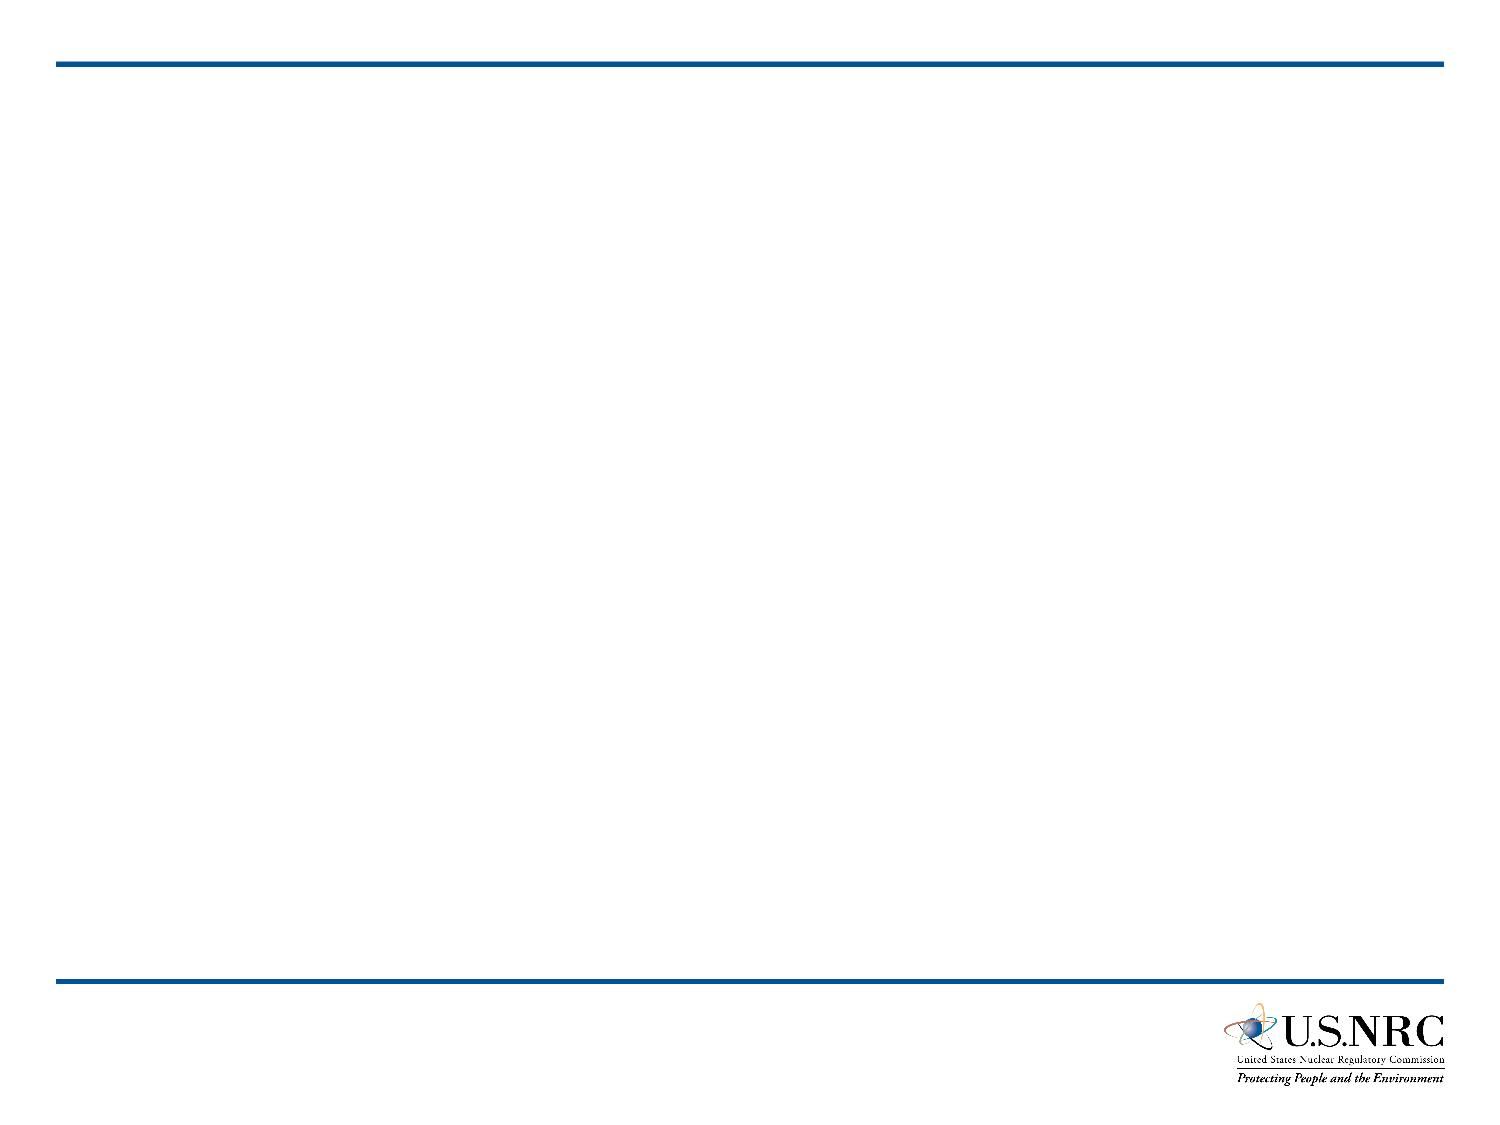 U.S.NRC
United States Nuclear Regulatory Commission
Protecting People and the Environment